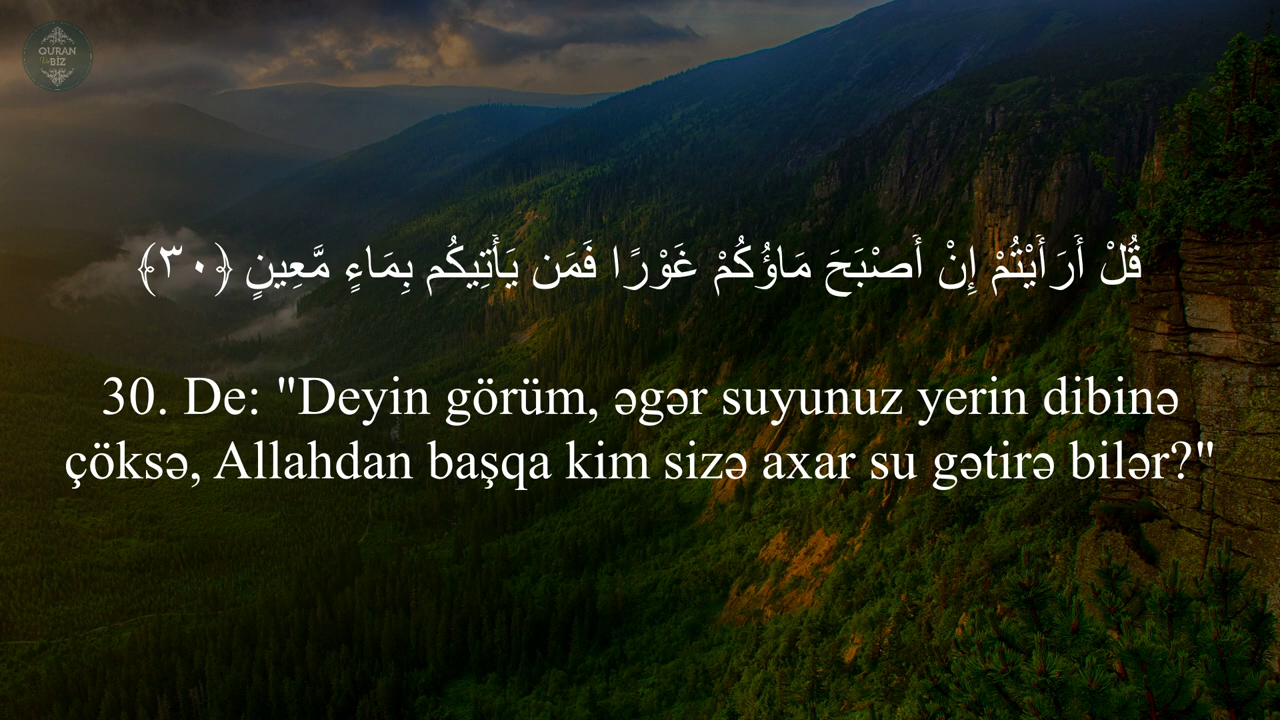 QURAN
Və
BİZ
قُلْ أَرَأَيْتُمْ إِنْ أَصْبَحَ مَاؤُكُمْ غَوْرًا فَمَن يَأْتِيكُم بِمَاءٍ مَّعِينٍ ﴿٣٠﴾
30. De: "Deyin görüm, əgər suyunuz yerin dibinə
çöksə, Allahdan başqa kim sizə axar su gətirə bilər?"